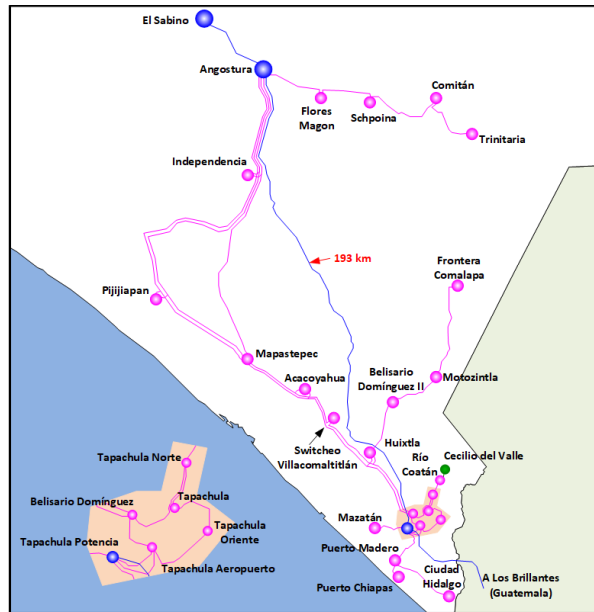 El Sabino
Angostura
Comitán
Flores
Magon
Schpoina
Trinitaria
Independencia
193 km
Frontera
Comalapa
Pijijiapan
Mapastepec
Acacoyahua
Belisario
Domínguez II
Motozintla
Switcheo
Villacomaltitlán
Huixtla
Río
Coatán
Cecilio del Valle
Tapachula Norte
Belisario Domínguez
Tapachula
Tapachula
Oriente
Tapachula Potencia
Tapachula Aeropuerto
Mazatán
Puerto Madero
Puerto Chiapas
Ciudad
Hidalgo
A Los Brillantes
(Guatemala)